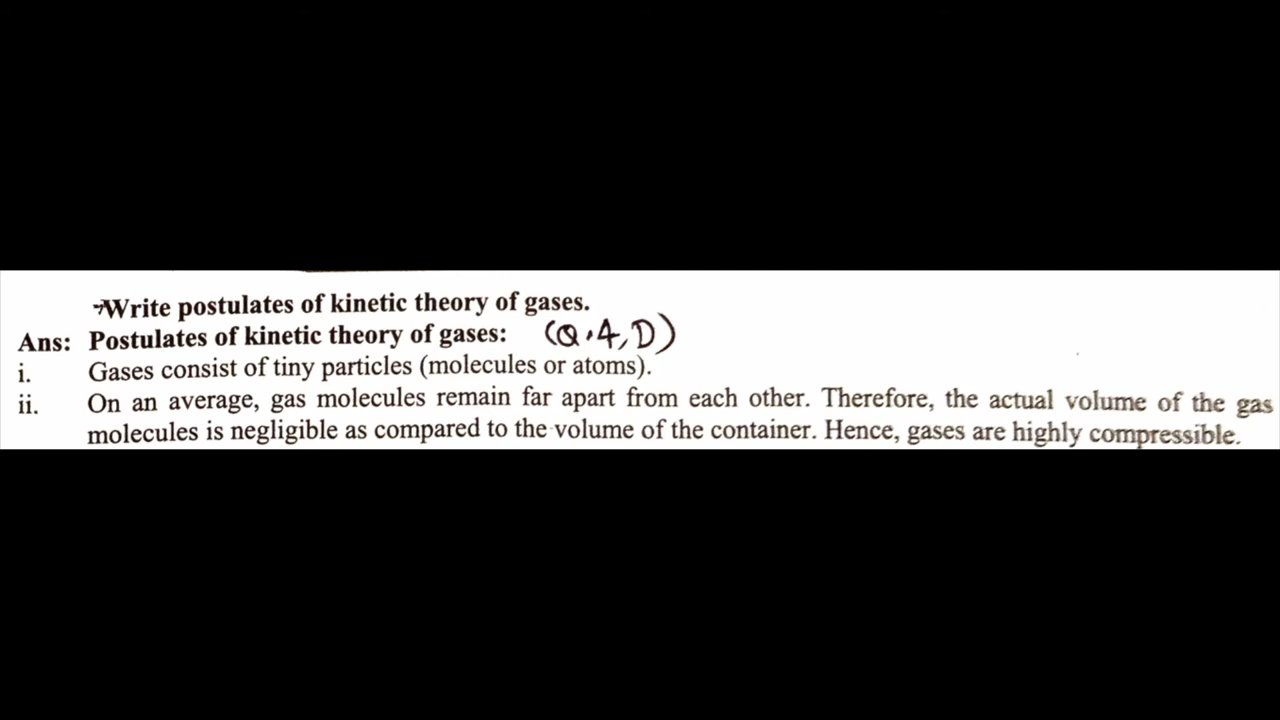 →Write postulates of kinetic theory of gases.
Ans: Postulates of kinetic theory of gases: (Q.4,D)
i. Gases consist of tiny particles (molecules or atoms).
ii. On an average, gas molecules remain far apart from each other. Therefore, the actual volume of the gas
molecules is negligible as compared to the volume of the container. Hence, gases are highly compressible.